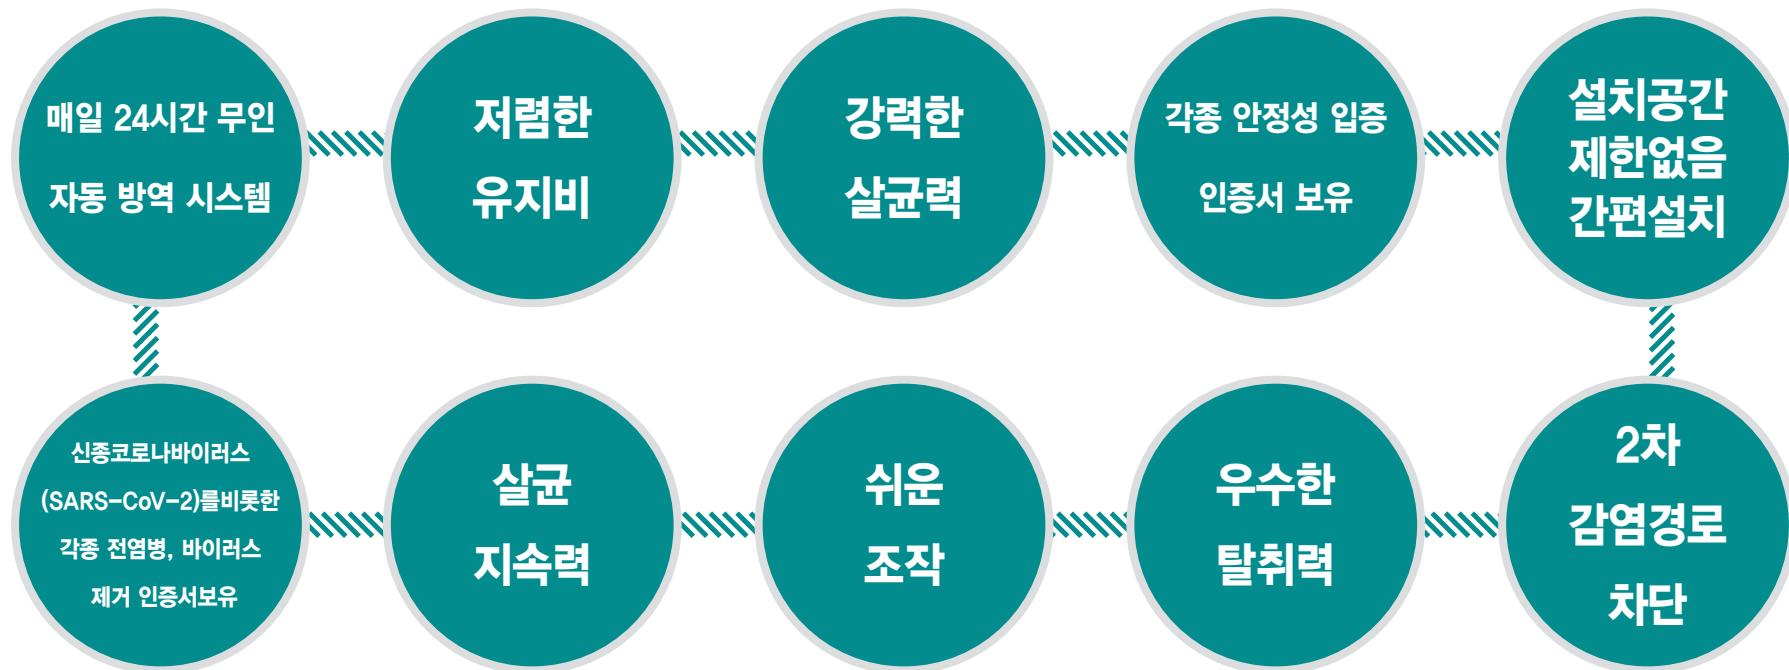 매일 24시간 무인
자동 방역 시스템
저렴한
유지비
강력한
살균력
각종 안정성 입증
인증서 보유
설치공간
제한없음
간편설치
신종코로나바이러스
(SARS-CoV-2)를비롯한
각종 전염병, 바이러스
제거 인증서보유
살균
지속력
쉬운
조작
우수한
탈취력
2차
감염경로
차단